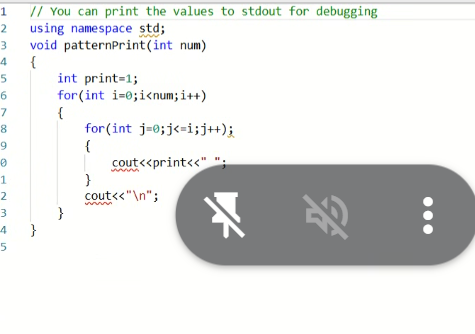 1 // You can print the values to stdout for debugging
2 using namespace std;
3 void patternPrint(int num)
4 {
5     int print=1;
6     for(int i=0;i<num;i++)
7     {
8         for(int j=0;j<=i;j++);
9         {
0             cout<<print<<" ";
1         }
2         cout<<"\n";
3     }
4 }
5